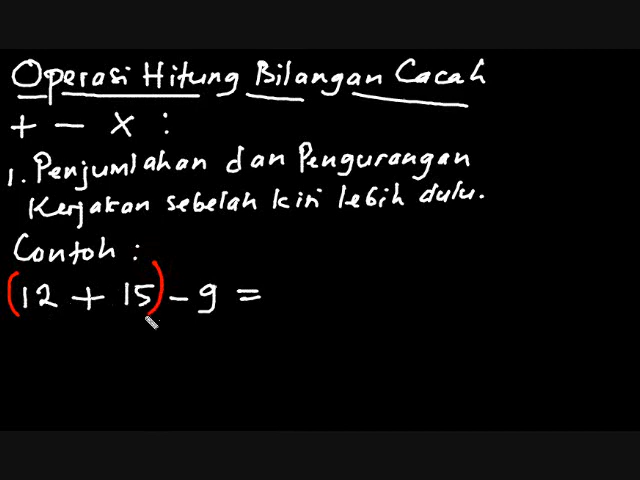 Operasi Hitung Bilangan Cacah
+ - x :
1. Penjumlahan dan Pengurangan
Kerjakan sebelah kiri lebih dulu.
Contoh :
(12 + 15) - 9 =